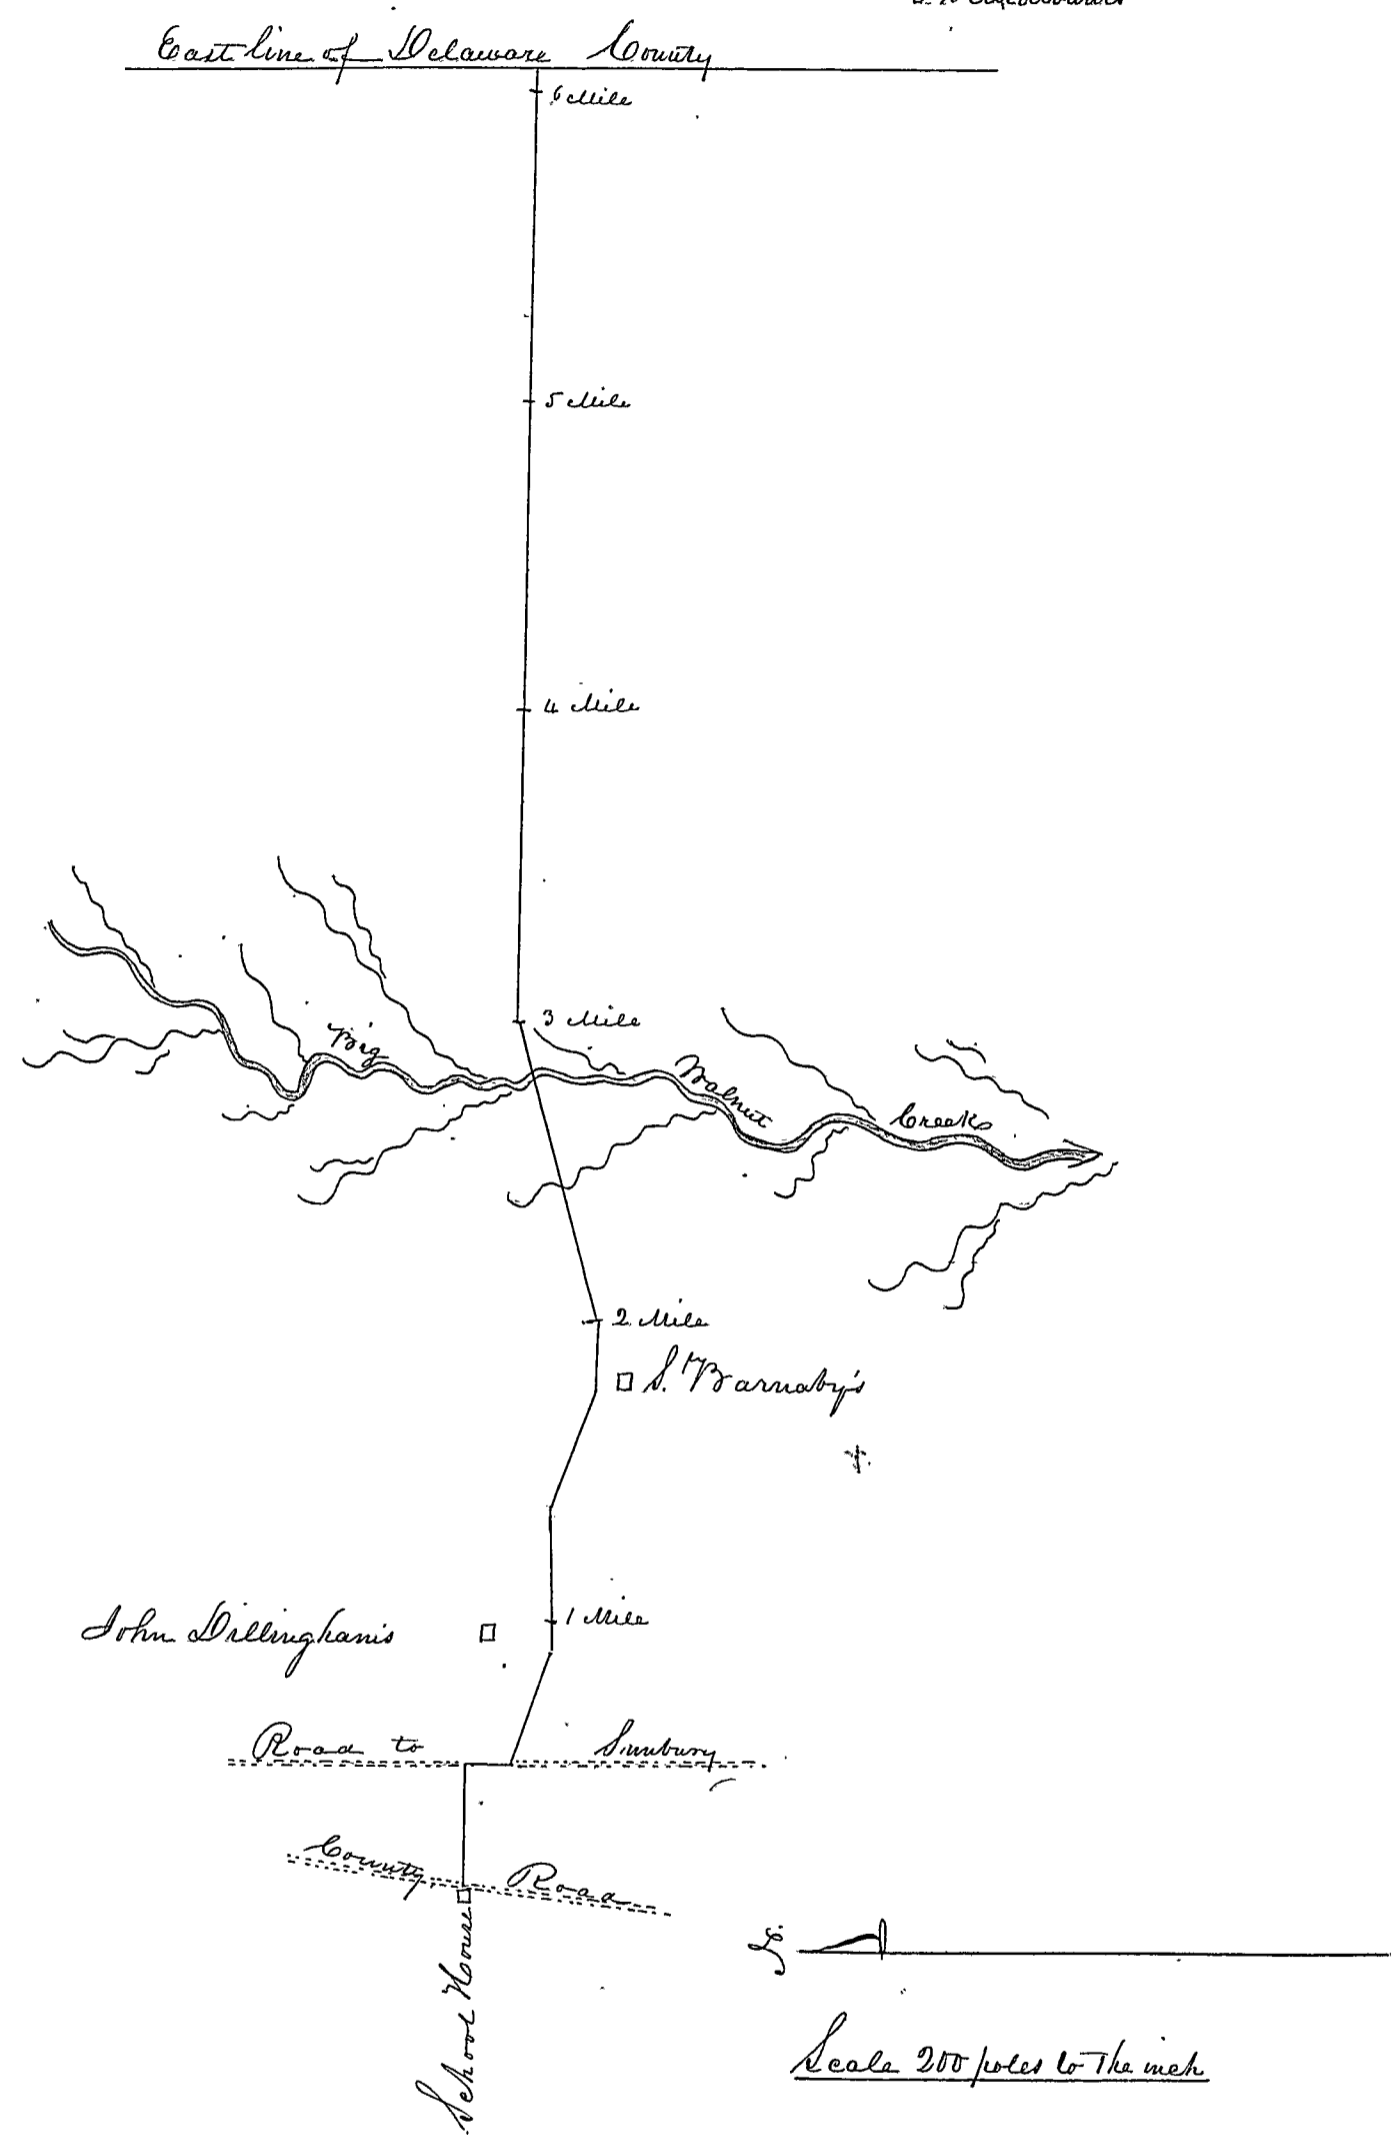 East line of Delaware County
6 Mile
5 Mile
4 Mile
3 Mile
Big Walnut Creek
2 Mile
S. Barnaby's
1 Mile
John Dillingham's
Road to Sunbury
County Road
School House
S.
Scale 200 poles to the inch